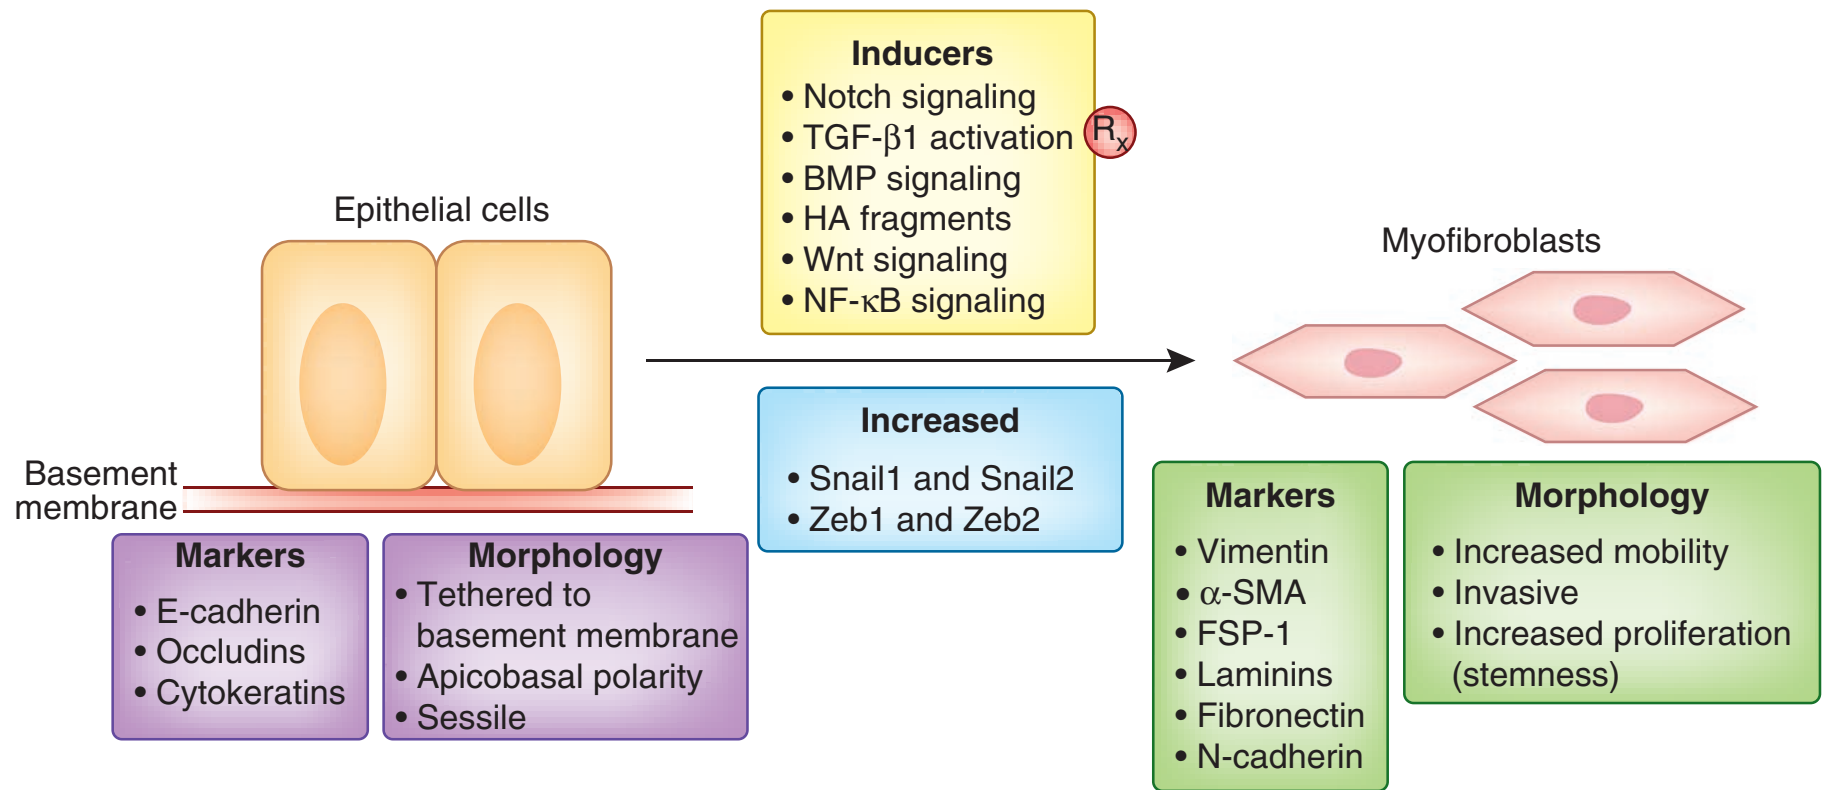 Inducers
• Notch signaling
• TGF-β1 activation
Rx
• BMP signaling
• HA fragments
• Wnt signaling
• NF-κB signaling
Epithelial cells
Myofibroblasts
Basement
membrane
Increased
• Snail1 and Snail2
• Zeb1 and Zeb2
Markers
• E-cadherin
• Occludins
• Cytokeratins
Morphology
• Tethered to
basement membrane
• Apicobasal polarity
• Sessile
Markers
• Vimentin
• α-SMA
• FSP-1
• Laminins
• Fibronectin
• N-cadherin
Morphology
• Increased mobility
• Invasive
• Increased proliferation
(stemness)